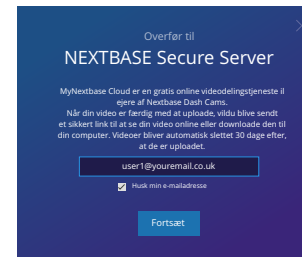 Overfør til
NEXTBASE Secure Server
MyNextbase Cloud er en gratis online videodelingstjeneste il
ejere af Nextbase Dash Cams.
Når din video er færdig med at uploade, vildu blive sendt
et sikkert link til at se din video online eller downloade den til
din computer. Videoer bliver automatisk slettet 30 dage efter,
at de er uploadet.
user1@youremail.co.uk
Husk min e-mailadresse
Fortsæt